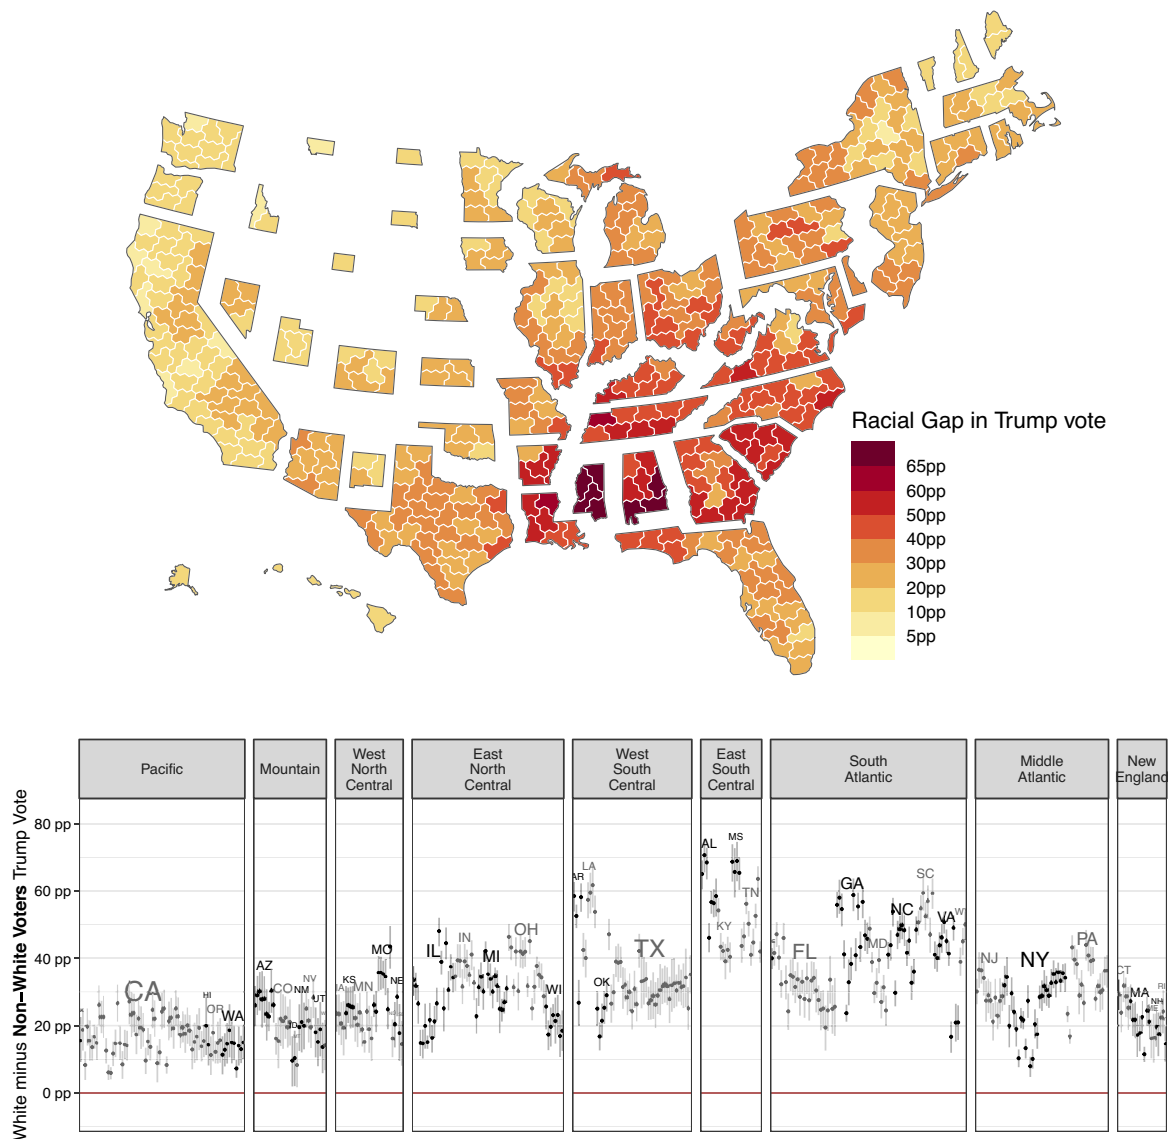 Racial Gap in Trump vote
65pp
60pp
50pp
40pp
30pp
20pp
10pp
5pp
Pacific
Mountain
West
North
Central
East
North
Central
West
South
Central
East
South
Central
South
Atlantic
Middle
Atlantic
New
England
White minus Non−White Voters Trump Vote
80 pp
60 pp
40 pp
20 pp
0 pp
CA
HI
OR
WA
AZ
CO
NM
NV
UT
KS
MN
MO
NE
IL
IN
MI
OH
WI
AR
LA
OK
TX
AL
KY
MS
TN
FL
GA
MD
NC
SC
VA
NJ
NY
PA
CT
MA
NH
RI